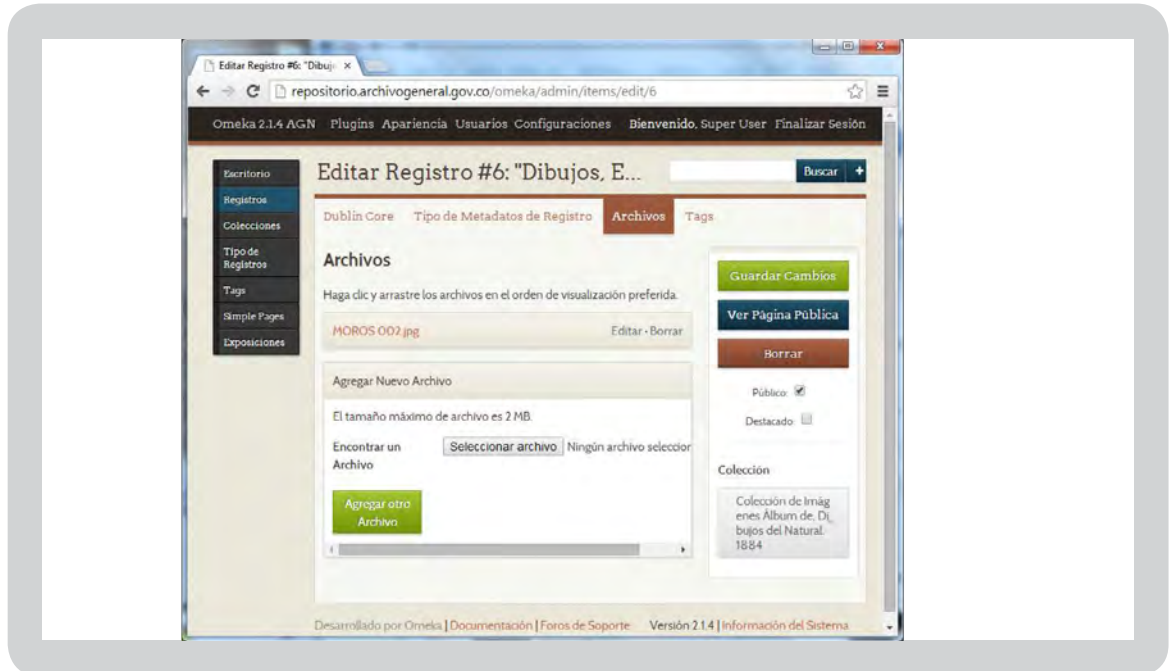 Editar Registro #6: "Dibuj
repositorio.archivogeneral.gov.co/omeka/admin/items/edit/6
Omeka 2.1.4 AGN Plugins Apariencia Usuarios Configuraciones Bienvenido, Super User Finalizar Sesión
Escritorio
Registros
Colecciones
Tipo de
Registros
Tags
Simple Pages
Exposiciones
Editar Registro #6: "Dibujos, E...
Buscar +
Dublin Core Tipo de Metadatos de Registro Archivos Tags
Archivos
Haga clic y arrastre los archivos en el orden de visualización preferida.
MOROS 002.jpg Editar · Borrar
Agregar Nuevo Archivo
El tamaño máximo de archivo es 2 MB.
Encontrar un
Archivo
Seleccionar archivo Ningún archivo seleccior
Agregar otro
Archivo
Guardar Cambios
Ver Página Pública
Borrar
Público:
Destacado:
Colección
Colección de Imág
enes Álbum de, Di
bujos del Natural.
1884
Desarrollado por Omeka | Documentación | Foros de Soporte Versión 2.1.4 | Información del Sistema